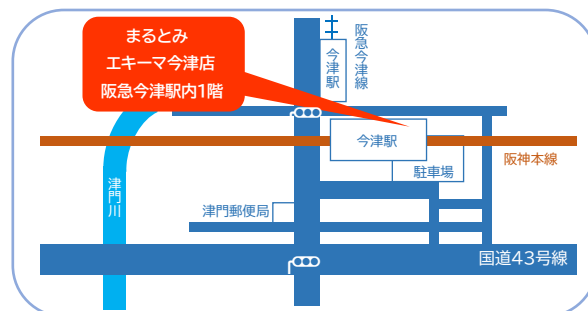 まるとみ
エキーマ今津店
阪急今津駅内1階
今津駅
阪急今津線
今津駅
駐車場
阪神本線
津門川
津門郵便局
国道43号線